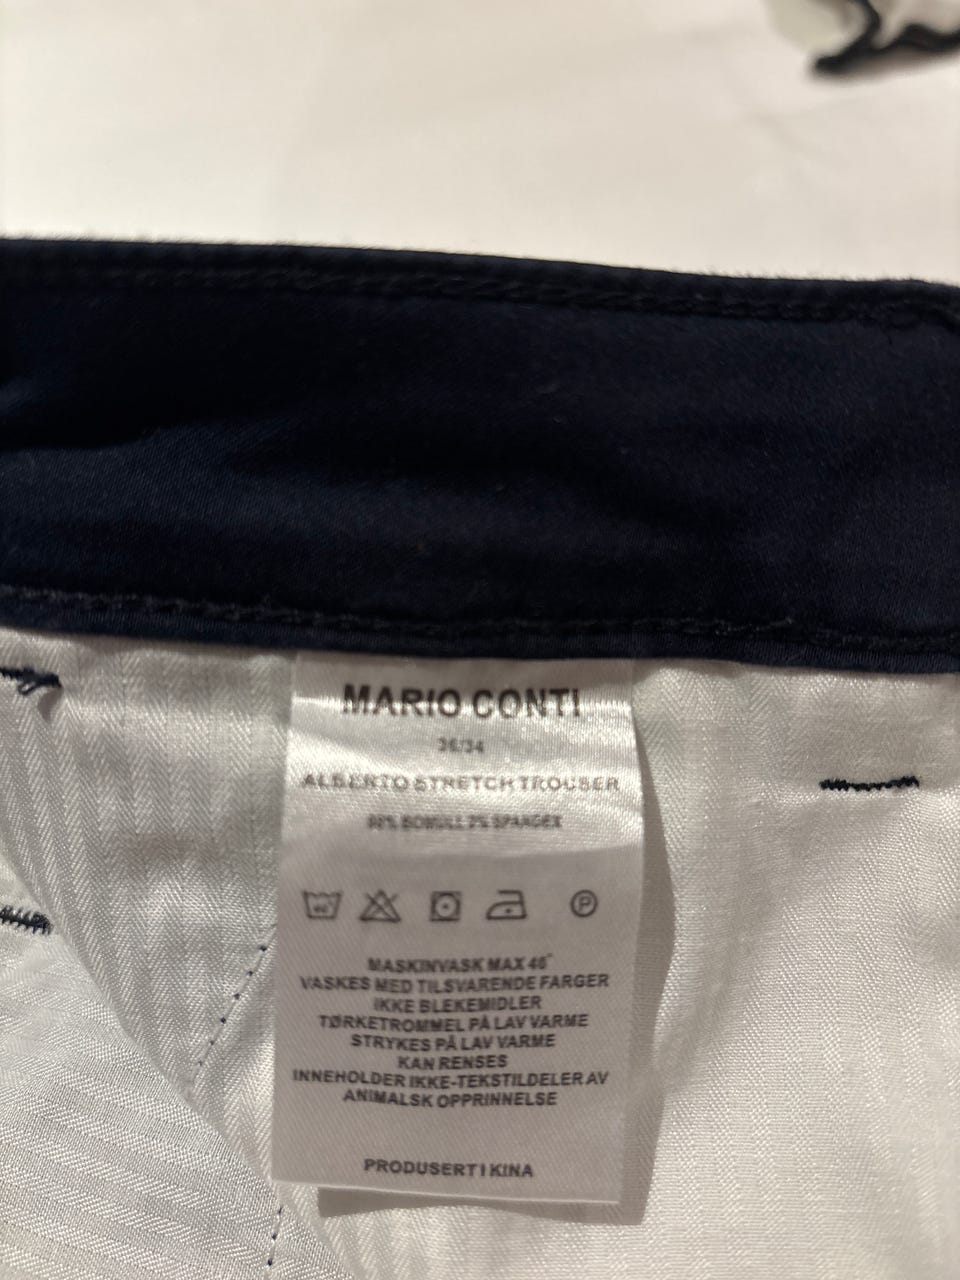 MARIO CONTI
36/34
ALBERTO STRETCH TROUSER
98% BOMULL 2% SPANDEX
40°
P
MASKINVASK MAX 40°
VASKES MED TILSVARENDE FARGER
IKKE BLEKEMIDLER
TØRKETROMMEL PÅ LAV VARME
STRYKES PÅ LAV VARME
KAN RENSES
INNEHOLDER IKKE-TEKSTILDELER AV
ANIMALSK OPPRINNELSE
PRODUSERT I KINA